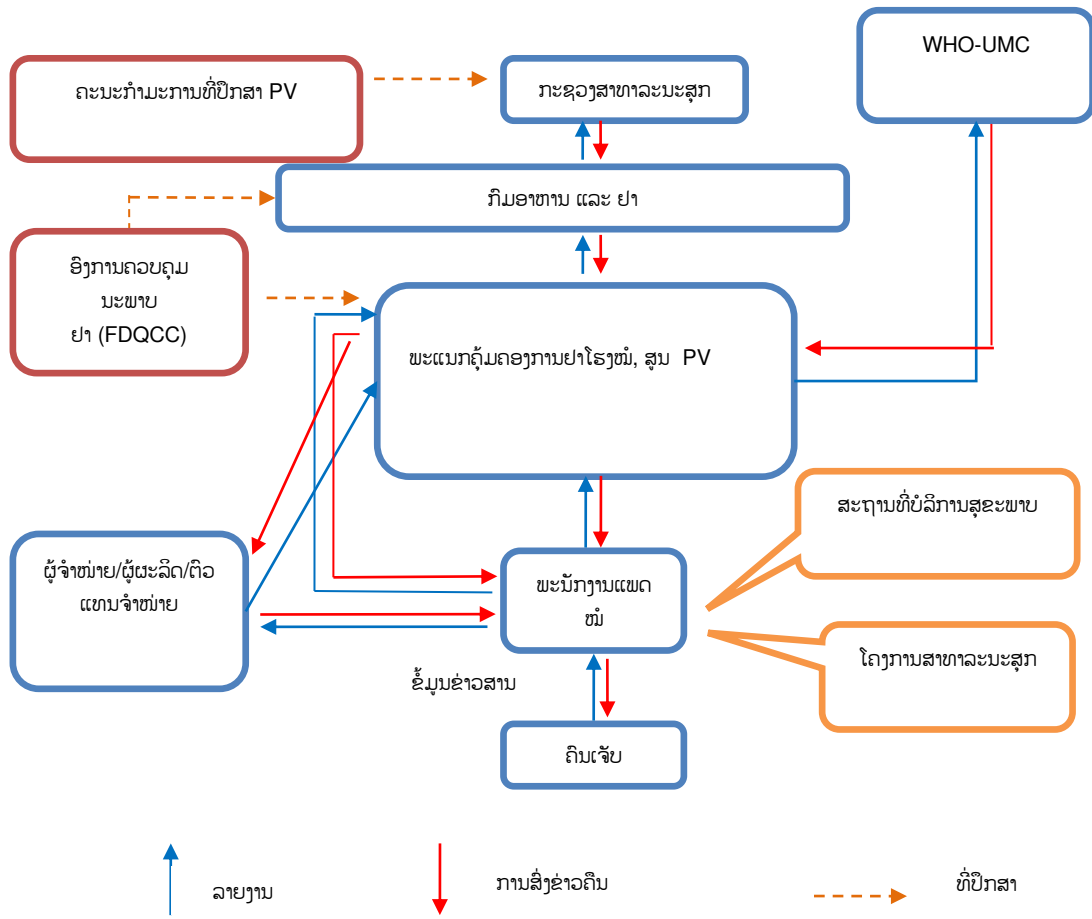 WHO-UMC
ຄະນະກຳມະການທີ່ປຶກສາ PV
ກະຊວງສາທາລະນະສຸກ
ກົມອາຫານ ແລະ ຢາ
ອົງການຄວບຄຸມ
ນະພາບ
ຢາ (FDQCC)
ພະແນກຄຸ້ມຄອງການຢາໂຮງໝໍ, ສູນ PV
ສະຖານທີ່ບໍລິການສຸຂະພາບ
ຜູ້ຈຳໜ່າຍ/ຜູ້ຜະລິດ/ຕົວ
ແທນຈຳໜ່າຍ
ພະນັກງານແພດ
ໝໍ
ໂຄງການສາທາລະນະສຸກ
ຂໍ້ມູນຂ່າວສານ
ຄົນເຈັບ
ລາຍງານ
ການສົ່ງຂ່າວຄືນ
ທີ່ປຶກສາ